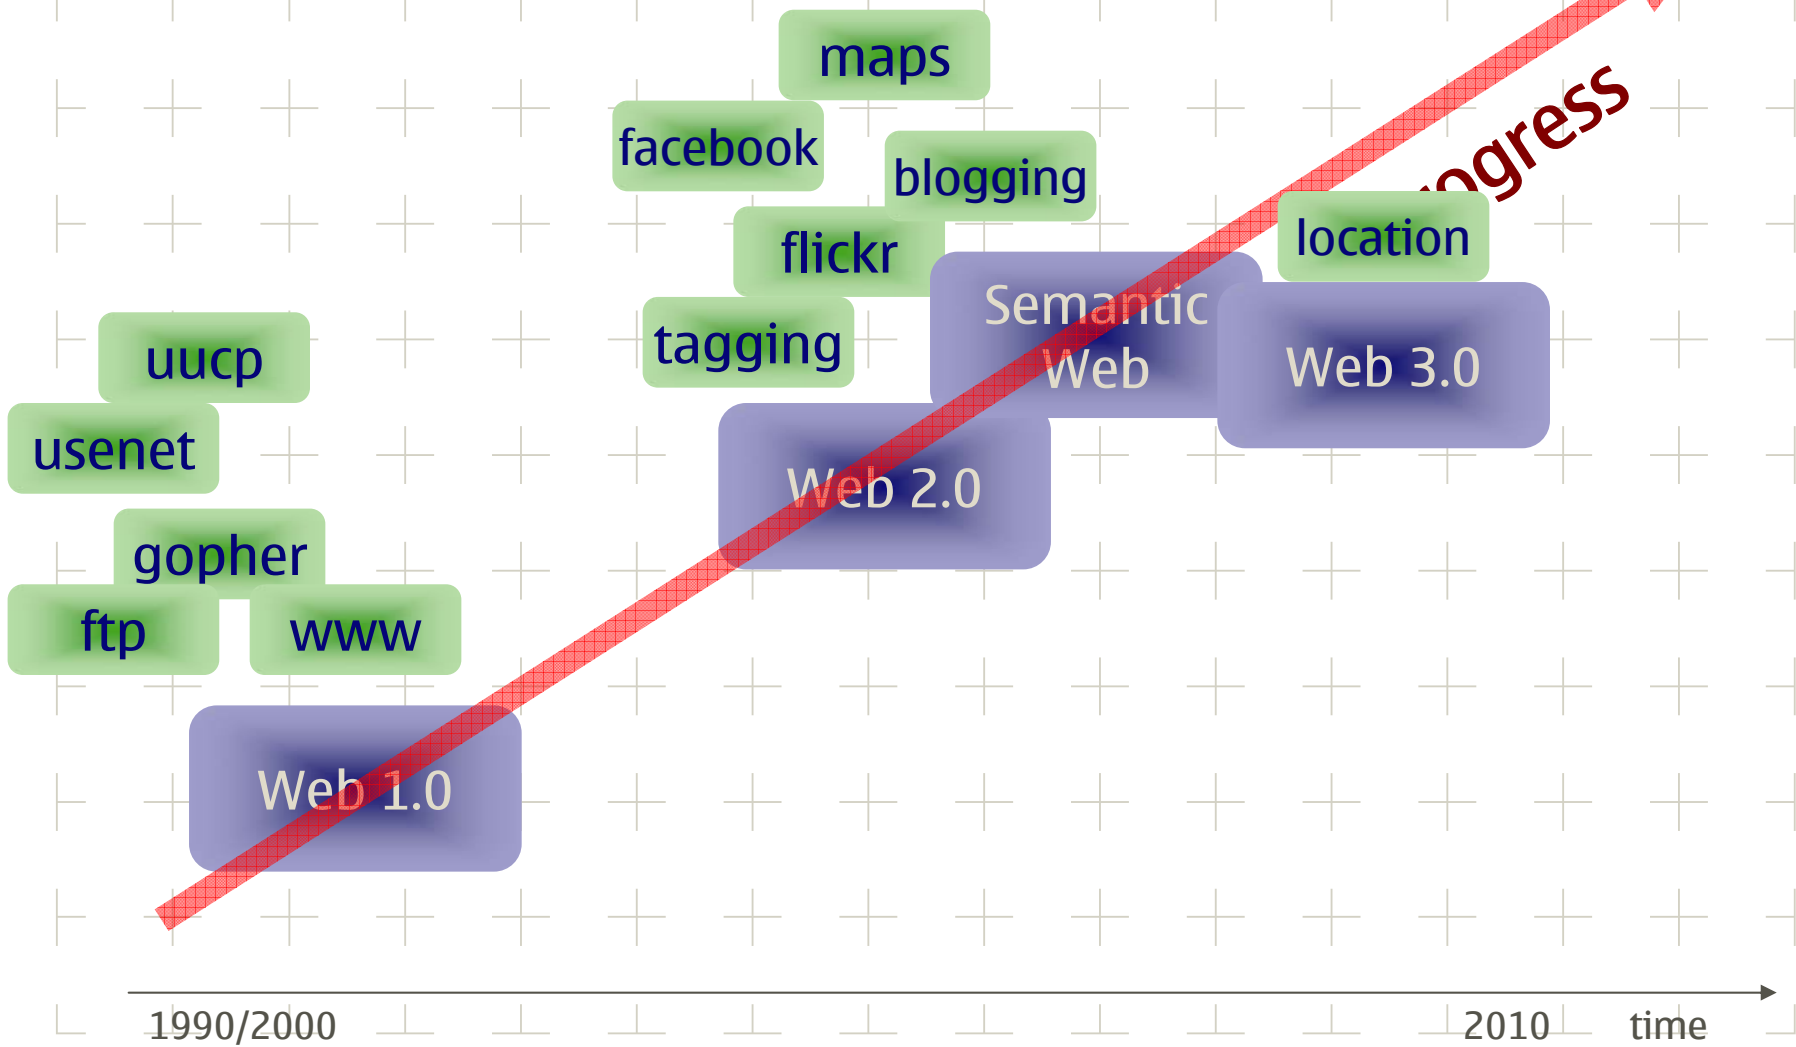 maps
facebook
blogging
flickr
tagging
location
Semantic
Web
Web 3.0
uucp
usenet
Web 2.0
gopher
ftp
www
Web 1.0
1990/2000
2010
time